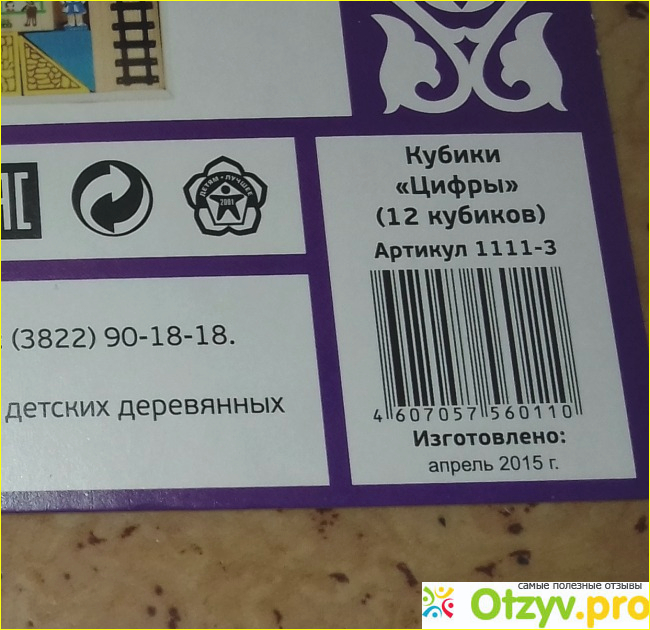 Кубики
«Цифры»
(12 кубиков)
Артикул 1111-3
ДЕТЯМ • ЛУЧШЕЕ
2001
(3822) 90-18-18.
детских деревянных
4 607057 560110
Изготовлено:
апрель 2015 г.
самые полезные отзывы
Otzyv.pro